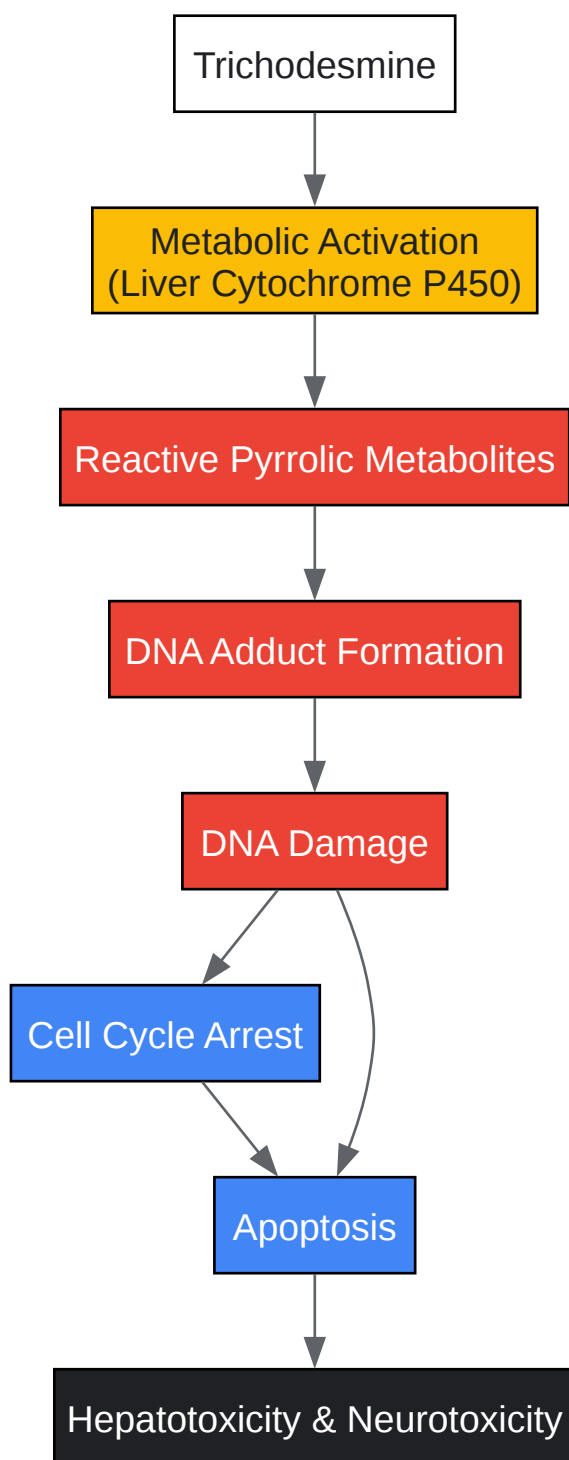 Trichodesmine
Metabolic Activation
(Liver Cytochrome P450)
Reactive Pyrrolic Metabolites
DNA Adduct Formation
DNA Damage
Cell Cycle Arrest
Apoptosis
Hepatotoxicity & Neurotoxicity